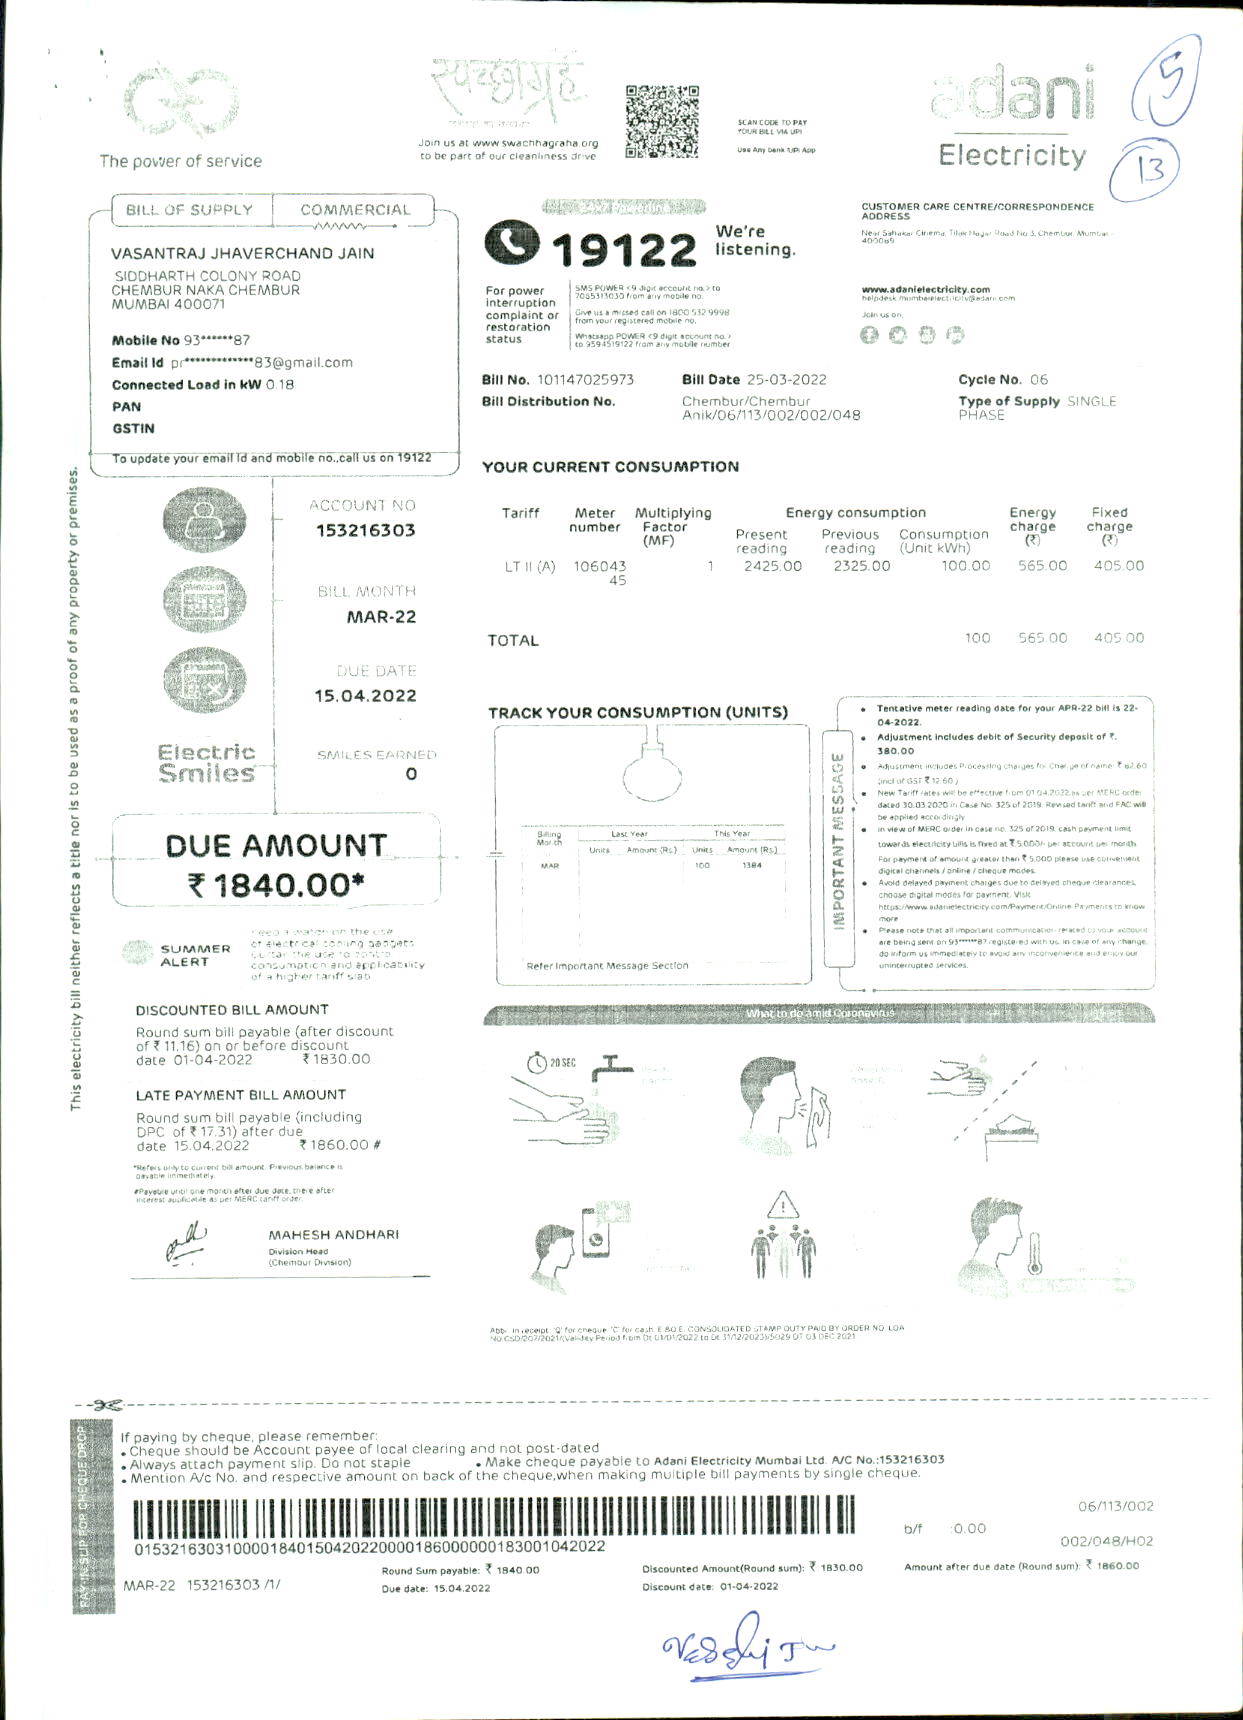 The power of service
स्वच्छाग्रह
Join us at www.swachhagraha.org
to be part of our cleanliness drive
SCAN CODE TO PAY
YOUR BILL VIA UPI
Use Any bank /UPI App
adani
Electricity
5
13
BILL OF SUPPLY
COMMERCIAL
VASANTRAJ JHAVERCHAND JAIN
SIDDHARTH COLONY ROAD
CHEMBUR NAKA CHEMBUR
MUMBAI 400071
Mobile No 93******87
Email Id pr*************83@gmail.com
Connected Load in kW 0.18
PAN
GSTIN
To update your email Id and mobile no.,call us on 19122
19122
We're
listening.
For power
interruption
complaint or
restoration
status
SMS POWER <9 digit account no.> to
7065313030 from any mobile no.
Give us a missed call on 1800 532 9998
from your registered mobile no.
Whatsapp POWER <9 digit account no.>
to 9594519122 from any mobile number
CUSTOMER CARE CENTRE/CORRESPONDENCE
ADDRESS
Near Sahakar Cinema, Tilak Nagar Road No 3, Chembur, Mumbai -
400089
www.adanielectricity.com
helpdesk.mumbaielectricity@adani.com
Join us on,
Bill No. 101147025973
Bill Date 25-03-2022
Cycle No. 06
Bill Distribution No.
Chembur/Chembur
Anik/06/113/002/002/048
Type of Supply SINGLE
PHASE
This electricity bill neither reflects a title nor is to be used as a proof of any property or premises.
ACCOUNT NO
153216303
BILL MONTH
MAR-22
DUE DATE
15.04.2022
Electric
Smiles
SMILES EARNED
0
DUE AMOUNT
₹ 1840.00*
SUMMER
ALERT
Keep a watch on the use
of electrical cooling gadgets
consumption and applicability
of a higher tariff slab
DISCOUNTED BILL AMOUNT
Round sum bill payable (after discount
of ₹ 11.16) on or before discount
date 01-04-2022 ₹ 1830.00
LATE PAYMENT BILL AMOUNT
Round sum bill payable (including
DPC of ₹ 17.31) after due
date 15.04.2022 ₹ 1860.00 #
*Refers only to current bill amount. Previous balance is
payable immediately.
#Payable until one month after due date, there after
interest applicable as per MERC tariff order.
MAHESH ANDHARI
Division Head
(Chembur Division)
YOUR CURRENT CONSUMPTION
Tariff Meter number Multiplying Factor (MF) Energy consumption Energy charge (₹) Fixed charge (₹)
Present reading Previous reading Consumption (Unit kWh)
LT II (A) 106043 1 2425.00 2325.00 100.00 565.00 405.00
45
TOTAL 100 565.00 405.00
TRACK YOUR CONSUMPTION (UNITS)
Billing Month Last Year This Year
Units Amount (Rs.) Units Amount (Rs.)
MAR 100 1384
Refer Important Message Section
IMPORTANT MESSAGE
• Tentative meter reading date for your APR-22 bill is 22-
04-2022.
• Adjustment includes debit of Security deposit of ₹.
380.00
• Adjustment includes Processing charges for Change of name: ₹ 82.60
(incl of GST ₹ 12.60 )
• New Tariff rates will be effective from 01.04.2022.as per MERC order
dated 30.03.2020 in Case No. 325 of 2019. Revised tariff and FAC will
be applied accordingly
• In view of MERC order in case no. 325 of 2019, cash payment limit
towards electricity bills is fixed at ₹ 5,000/- per account per month.
For payment of amount greater than ₹ 5,000 please use convenient
digital channels / online / cheque modes.
• Avoid delayed payment charges due to delayed cheque clearances,
choose digital modes for payment. Visit
https://www.adanielectricity.com/Payment/Online-Payments to know
more
• Please note that all important communication related to your account
are being sent on 93******87 registered with us. In case of any change,
do inform us immediately to avoid any inconvenience and enjoy our
uninterrupted services.
What to do amid Coronavirus
20 SEC
Abb: in receipt: 'Q' for cheque 'C' for cash. E.&O.E. CONSOLIDATED STAMP DUTY PAID BY ORDER NO LOA
NO.CSD/207/2021/(Validity Period from Dt.01/01/2022 to Dt.31/12/2023)/5029 DT 03 DEC 2021
PAY-IN-SLIP FOR CHEQUE DROP
If paying by cheque, please remember:
• Cheque should be Account payee of local clearing and not post-dated
• Always attach payment slip. Do not staple • Make cheque payable to Adani Electricity Mumbai Ltd. A/C No.:153216303
• Mention A/c No. and respective amount on back of the cheque,when making multiple bill payments by single cheque.
06/113/002
b/f :0.00
002/048/H02
MAR-22 153216303 /1/
Round Sum payable: ₹ 1840.00
Due date: 15.04.2022
Discounted Amount(Round sum): ₹ 1830.00
Discount date: 01-04-2022
Amount after due date (Round sum): ₹ 1860.00